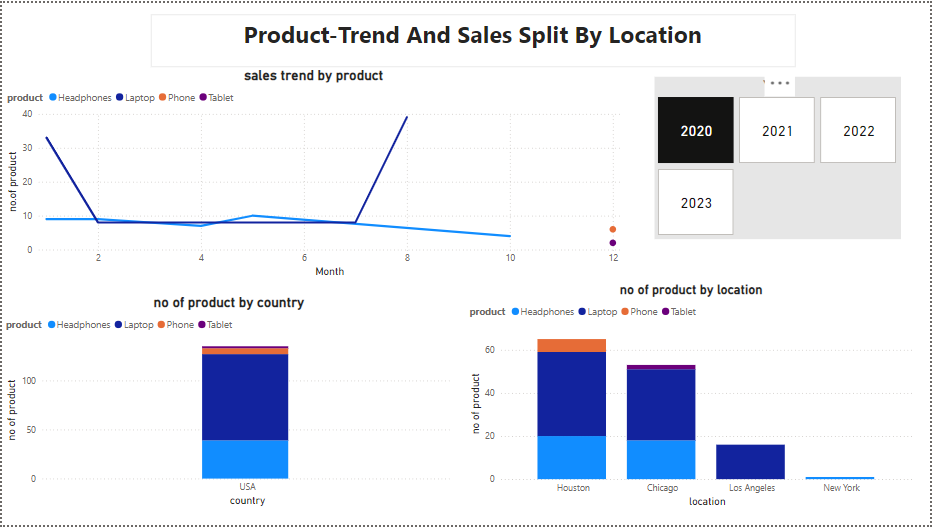 Product-Trend And Sales Split By Location
sales trend by product
product Headphones Laptop Phone Tablet
40
30
20
10
0
no.of product
2 4 6 8 10 12
Month
2020 2021 2022
2023
no of product by country
product Headphones Laptop Phone Tablet
100
50
0
no of product
USA
country
no of product by location
product Headphones Laptop Phone Tablet
60
40
20
0
no of product
Houston Chicago Los Angeles New York
location